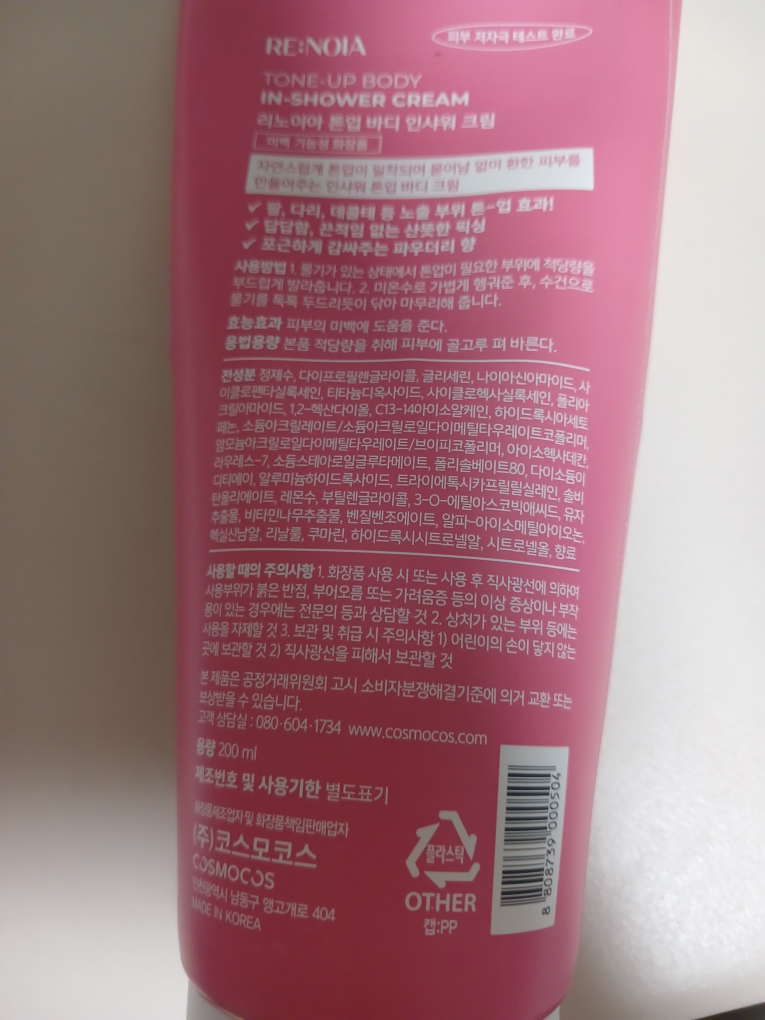 RE:NOIA
피부 저자극 테스트 완료
TONE-UP BODY
IN-SHOWER CREAM
리노이아 톤업 바디 인샤워 크림
미백 기능성 화장품
자연스럽게 톤업이 밀착되어 묻어남 없이 환한 피부를
만들어주는 인샤워 톤업 바디 크림
✓ 팔, 다리, 데콜테 등 노출 부위 톤-업 효과!
✓ 답답함, 끈적임 없는 산뜻한 픽싱
✓ 포근하게 감싸주는 파우더리 향
사용방법 1. 물기가 있는 상태에서 톤업이 필요한 부위에 적당량을
부드럽게 발라줍니다. 2. 미온수로 가볍게 헹궈준 후, 수건으로
물기를 톡톡 두드리듯이 닦아 마무리해 줍니다.
효능효과 피부의 미백에 도움을 준다.
용법용량 본품 적당량을 취해 피부에 골고루 펴 바른다.
전성분 정제수, 다이프로필렌글라이콜, 글리세린, 나이아신아마이드, 사
이클로펜타실록세인, 티타늄디옥사이드, 사이클로헥사실록세인, 폴리아
크릴아마이드, 1,2-헥산다이올, C13-14아이소알케인, 하이드록시아세토
페논, 소듐아크릴레이트/소듐아크릴로일다이메틸타우레이트코폴리머,
암모늄아크릴로일다이메틸타우레이트/브이피코폴리머, 아이소헥사데칸,
라우레스-7, 소듐스테아로일글루타메이트, 폴리솔베이트80, 다이소듐이
디티에이, 알루미늄하이드록사이드, 트라이에톡시카프릴릴실레인, 솔비
탄올리에이트, 레몬수, 부틸렌글라이콜, 3-O-에틸아스코빅애씨드, 유자
추출물, 비타민나무추출물, 벤질벤조에이트, 알파-아이소메틸아이오논,
헥실신남알, 리날룰, 쿠마린, 하이드록시시트로넬알, 시트로넬올, 향료
사용할 때의 주의사항 1. 화장품 사용 시 또는 사용 후 직사광선에 의하여
사용부위가 붉은 반점, 부어오름 또는 가려움증 등의 이상 증상이나 부작
용이 있는 경우에는 전문의 등과 상담할 것 2. 상처가 있는 부위 등에는
사용을 자제할 것 3. 보관 및 취급 시 주의사항 1) 어린이의 손이 닿지 않는
곳에 보관할 것 2) 직사광선을 피해서 보관할 것
본 제품은 공정거래위원회 고시 소비자분쟁해결기준에 의거 교환 또는
보상받을 수 있습니다.
고객 상담실 : 080·604·1734 www.cosmocos.com
용량 200 ml
제조번호 및 사용기한 별도표기
화장품제조업자 및 화장품책임판매업자
(주)코스모코스
COSMOCOS
인천광역시 남동구 앵고개로 404
MADE IN KOREA
플라스틱
OTHER
캡:PP
8 808739 000504